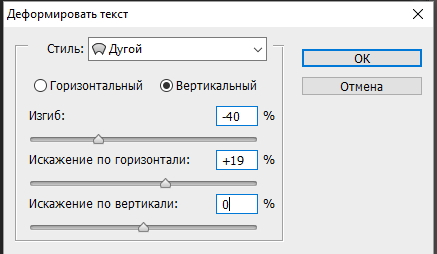 Деформировать текст
Стиль: Дугой
OK
Горизонтальный Вертикальный
Отмена
Изгиб: -40 %
Искажение по горизонтали: +19 %
Искажение по вертикали: 0 %